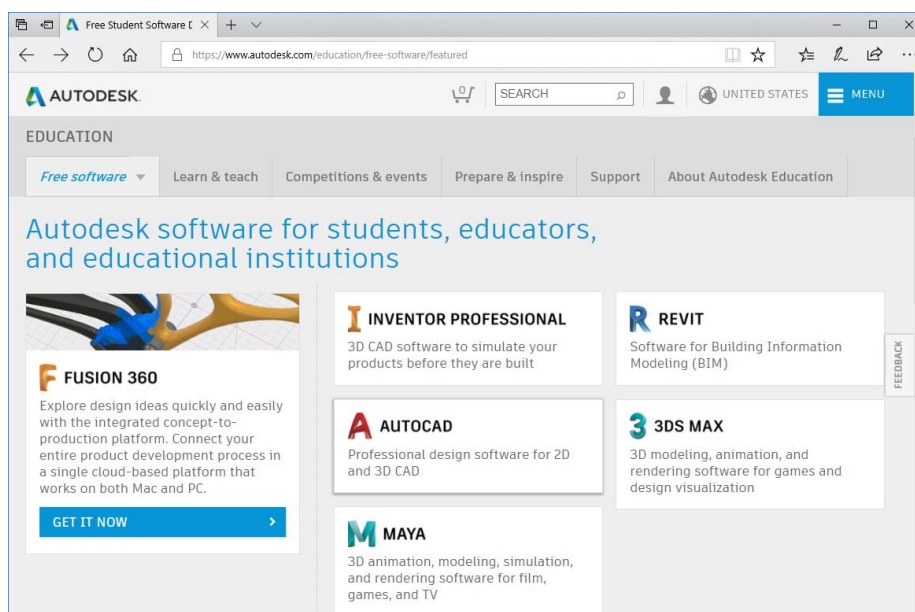 Free Student Software D
https://www.autodesk.com/education/free-software/featured
AUTODESK.
0
SEARCH
UNITED STATES
MENU
EDUCATION
Free software
Learn & teach
Competitions & events
Prepare & inspire
Support
About Autodesk Education
Autodesk software for students, educators,
and educational institutions
FUSION 360
Explore design ideas quickly and easily
with the integrated concept-to-
production platform. Connect your
entire product development process in
a single cloud-based platform that
works on both Mac and PC.
GET IT NOW
INVENTOR PROFESSIONAL
3D CAD software to simulate your
products before they are built
REVIT
Software for Building Information
Modeling (BIM)
AUTOCAD
Professional design software for 2D
and 3D CAD
3DS MAX
3D modeling, animation, and
rendering software for games and
design visualization
MAYA
3D animation, modeling, simulation,
and rendering software for film,
games, and TV
FEEDBACK